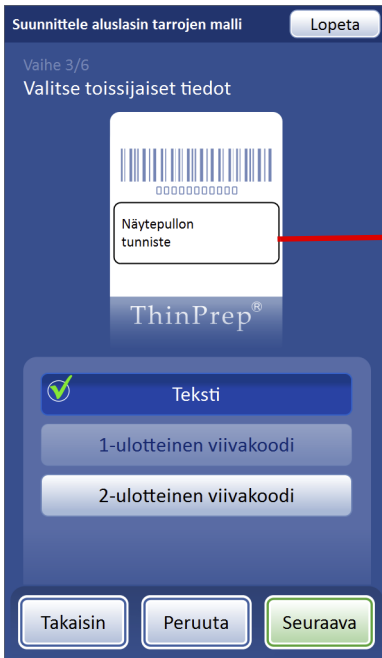 Suunnittele aluslasin tarrojen malli
Lopeta
Vaihe 3/6
Valitse toissijaiset tiedot
00000000000
Näytepullon
tunniste
ThinPrep®
Teksti
1-ulotteinen viivakoodi
2-ulotteinen viivakoodi
Takaisin
Peruuta
Seuraava